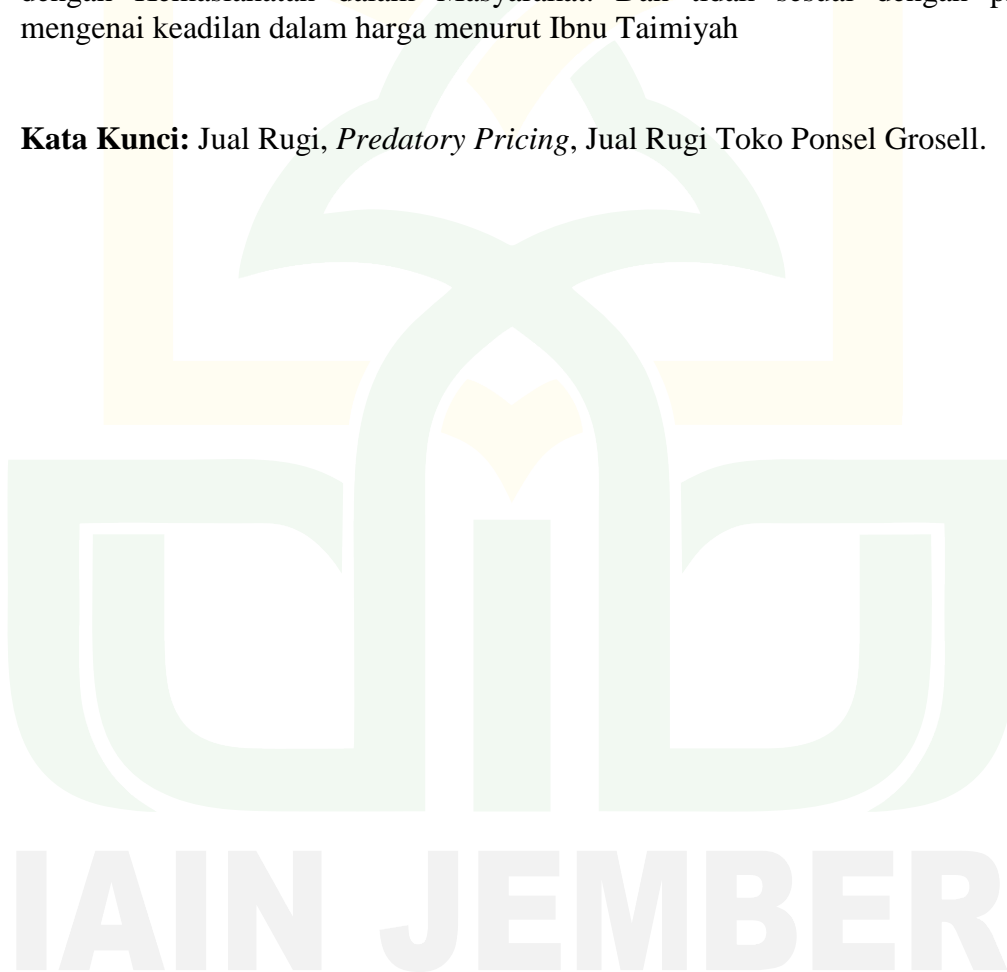 mengenai keadilan dalam harga menurut Ibnu Taimiyah
Kata Kunci: Jual Rugi, Predatory Pricing, Jual Rugi Toko Ponsel Grosell.
IAIN JEMBER